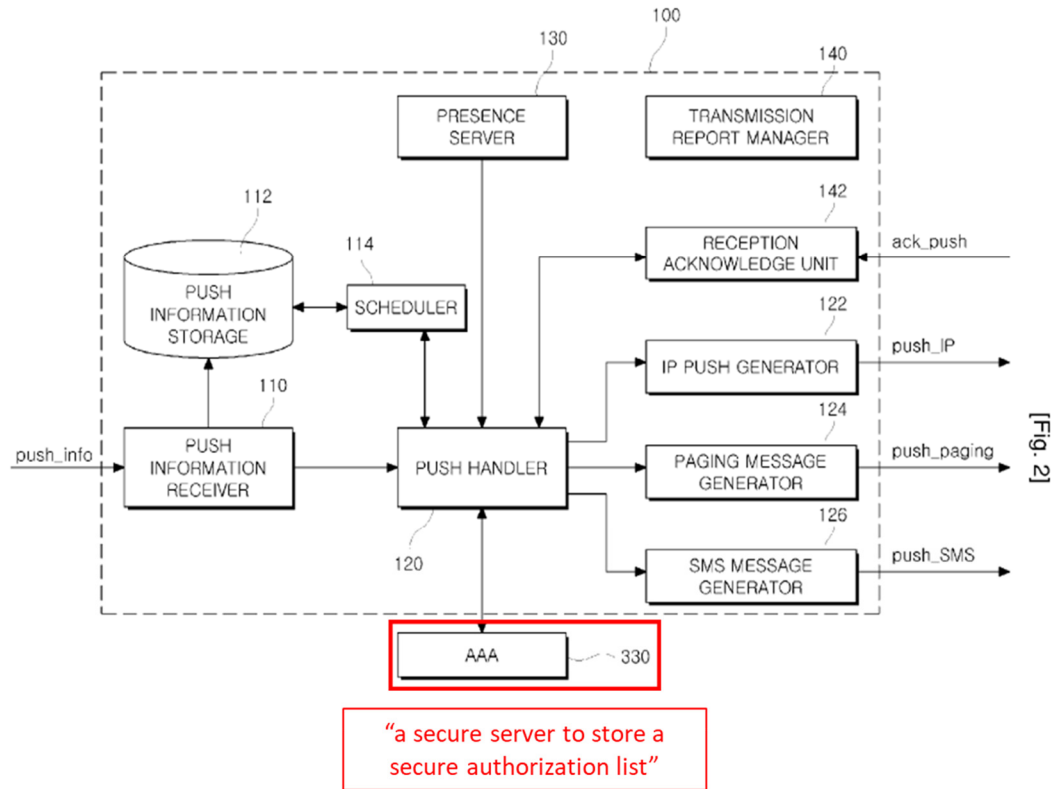 100
130
140
PRESENCE
SERVER
TRANSMISSION
REPORT MANAGER
112
142
114
RECEPTION
ACKNOWLEDGE UNIT
ack_push
PUSH
INFORMATION
STORAGE
SCHEDULER
122
IP PUSH GENERATOR
push_IP
110
124
push_info
PUSH
INFORMATION
RECEIVER
PUSH HANDLER
PAGING MESSAGE
GENERATOR
push_paging
[Fig. 2]
120
126
SMS MESSAGE
GENERATOR
push_SMS
AAA
330
“a secure server to store a
secure authorization list”